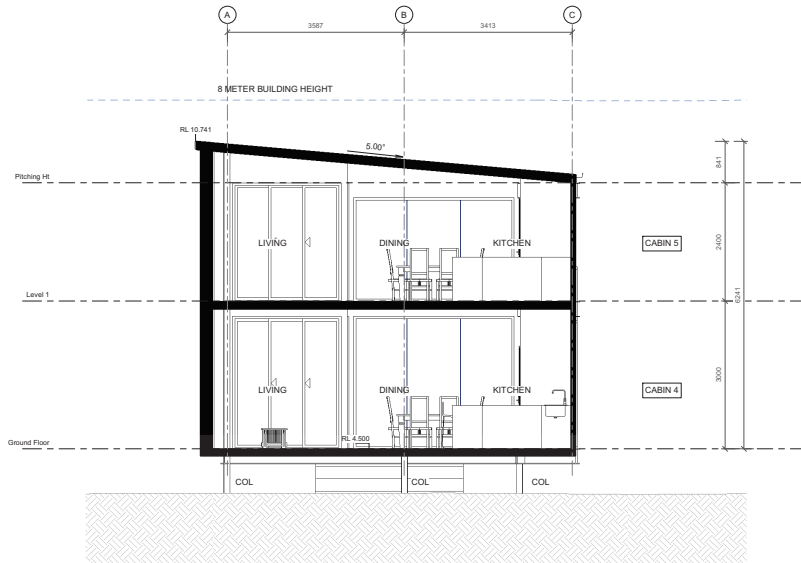 A
B
C
3587
3413
8 METER BUILDING HEIGHT
RL 10.741
5.00°
841
Pitching Ht
LIVING
DINING
KITCHEN
CABIN 5
2400
6241
Level 1
LIVING
DINING
KITCHEN
CABIN 4
3000
RL 4.500
Ground Floor
COL
COL
COL